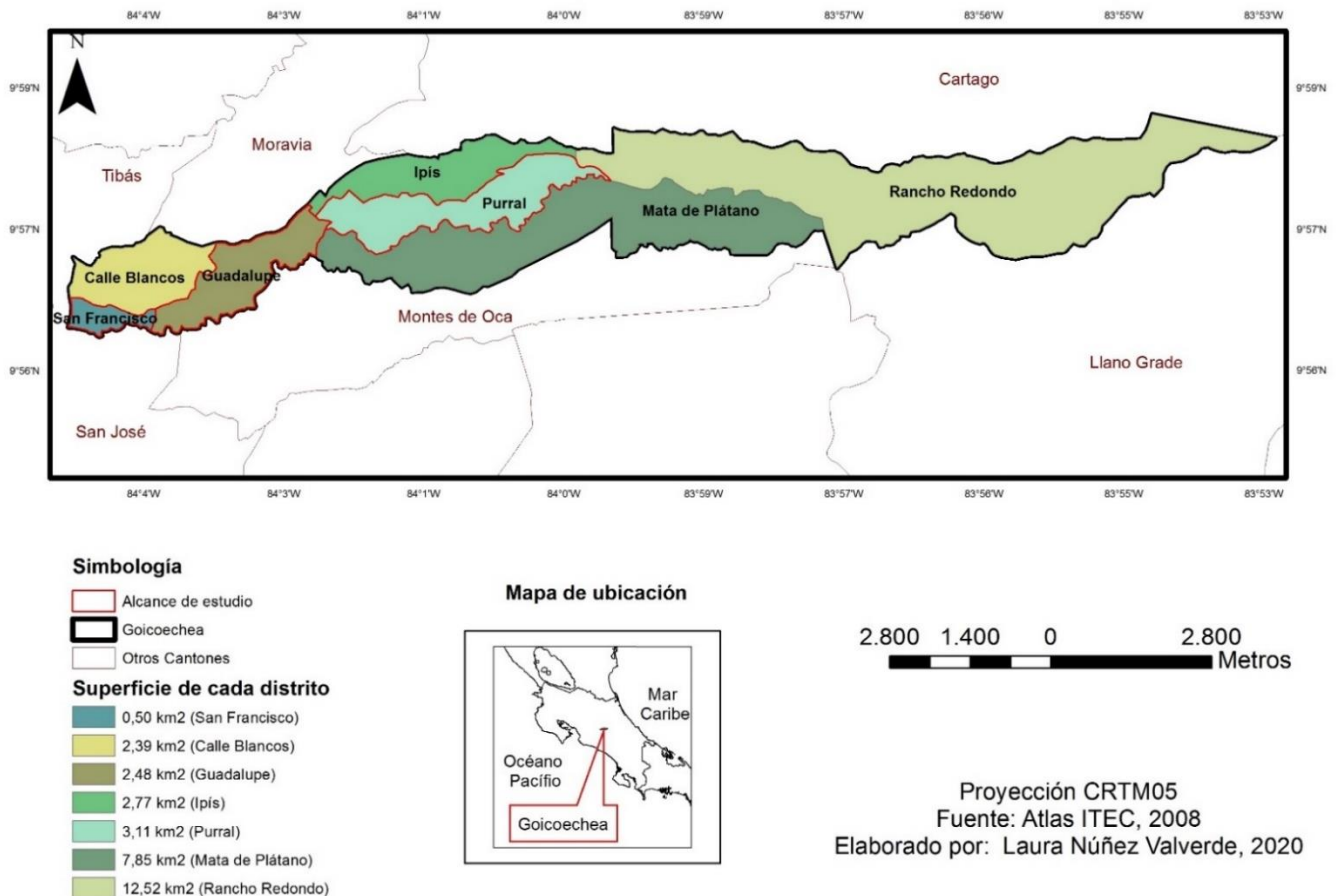 84°4'W 84°3'W 84°1'W 84°0'W 83°59'W 83°57'W 83°56'W 83°55'W 83°53'W
N
9°59'N
9°59'N
Cartago
Moravia
Tibás
Ipís
Rancho Redondo
Purral
Mata de Plátano
9°57'N
9°57'N
Calle Blancos
Guadalupe
San Francisco
Montes de Oca
Llano Grade
9°56'N
9°56'N
San José
84°4'W 84°3'W 84°1'W 84°0'W 83°59'W 83°57'W 83°56'W 83°55'W 83°53'W
Simbología
Alcance de estudio
Goicoechea
Otros Cantones
Superficie de cada distrito
0,50 km2 (San Francisco)
2,39 km2 (Calle Blancos)
2,48 km2 (Guadalupe)
2,77 km2 (Ipís)
3,11 km2 (Purral)
7,85 km2 (Mata de Plátano)
12,52 km2 (Rancho Redondo)
Mapa de ubicación
Mar
Caribe
Océano
Pacífio
Goicoechea
2.800 1.400 0 2.800
Metros
Proyección CRTM05
Fuente: Atlas ITEC, 2008
Elaborado por: Laura Núñez Valverde, 2020